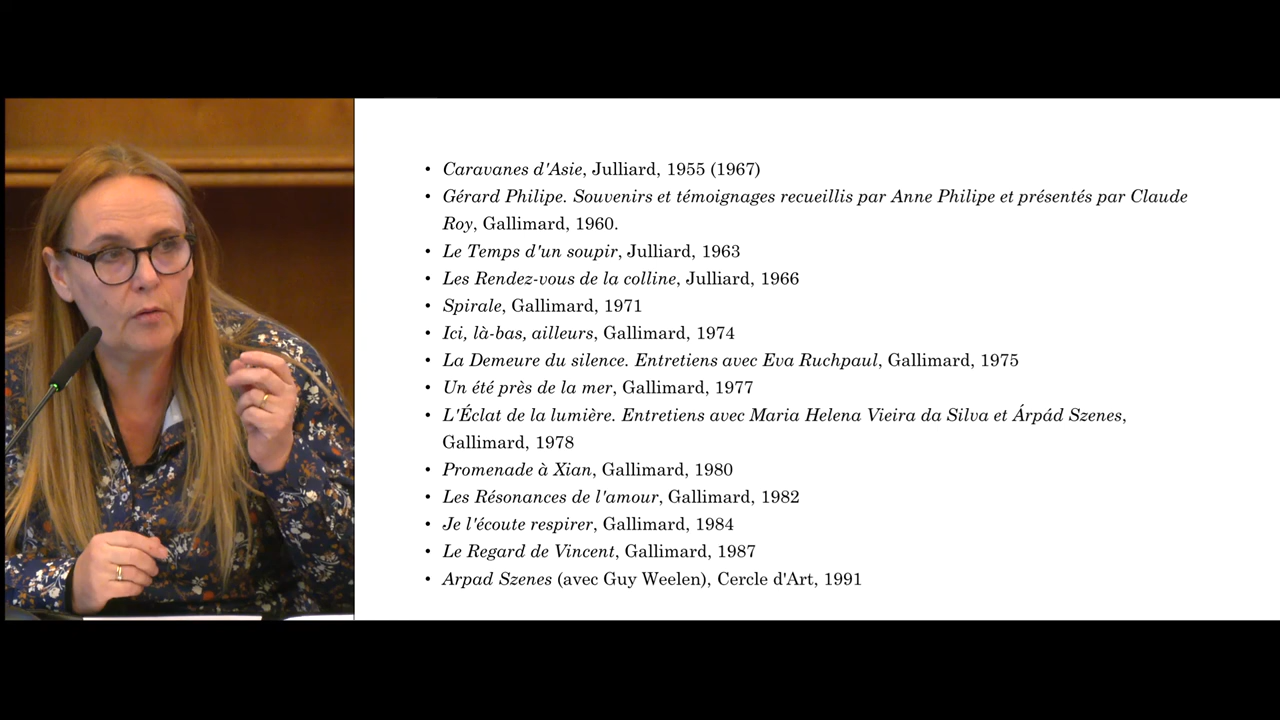 • Caravanes d'Asie, Julliard, 1955 (1967)
• Gérard Philipe. Souvenirs et témoignages recueillis par Anne Philipe et présentés par Claude
Roy, Gallimard, 1960.
• Le Temps d'un soupir, Julliard, 1963
• Les Rendez-vous de la colline, Julliard, 1966
• Spirale, Gallimard, 1971
• Ici, là-bas, ailleurs, Gallimard, 1974
• La Demeure du silence. Entretiens avec Eva Ruchpaul, Gallimard, 1975
• Un été près de la mer, Gallimard, 1977
• L'Éclat de la lumière. Entretiens avec Maria Helena Vieira da Silva et Árpád Szenes,
Gallimard, 1978
• Promenade à Xian, Gallimard, 1980
• Les Résonances de l'amour, Gallimard, 1982
• Je l'écoute respirer, Gallimard, 1984
• Le Regard de Vincent, Gallimard, 1987
• Arpad Szenes (avec Guy Weelen), Cercle d'Art, 1991